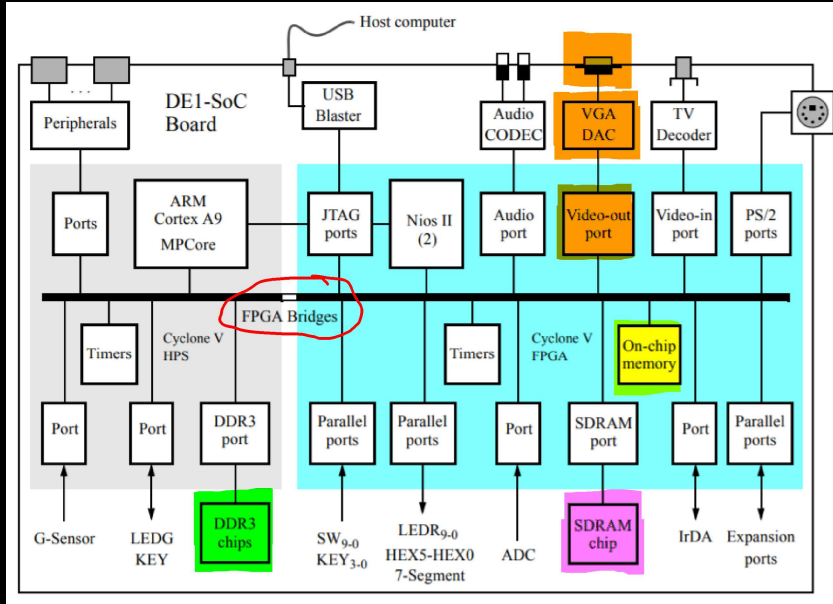 Host computer
DE1-SoC
Board
Peripherals
USB
Blaster
Audio
CODEC
VGA
DAC
TV
Decoder
Ports
ARM
Cortex A9
MPCore
JTAG
ports
Nios II
(2)
Audio
port
Video-out
port
Video-in
port
PS/2
ports
FPGA Bridges
Timers
Cyclone V
HPS
Timers
Cyclone V
FPGA
On-chip
memory
Port
Port
DDR3
port
Parallel
ports
Parallel
ports
Port
SDRAM
port
Port
Parallel
ports
G-Sensor
LEDG
KEY
DDR3
chips
SW9-0
KEY3-0
LEDR9-0
HEX5-HEX0
7-Segment
ADC
SDRAM
chip
IrDA
Expansion
ports